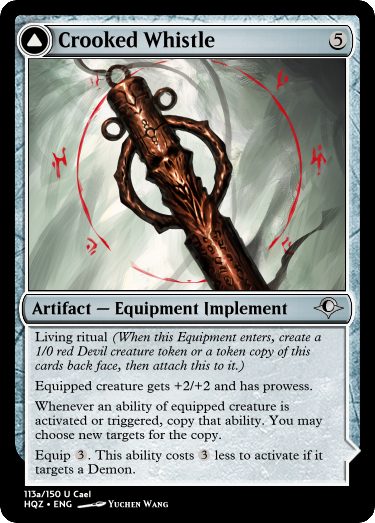 Crooked Whistle 5
Artifact — Equipment Implement
Living ritual (When this Equipment enters, create a
1/0 red Devil creature token or a token copy of this
cards back face, then attach this to it.)
Equipped creature gets +2/+2 and has prowess.
Whenever an ability of equipped creature is
activated or triggered, copy that ability. You may
choose new targets for the copy.
Equip 3. This ability costs 3 less to activate if it
targets a Demon.
113a/150 U Cael
HQZ • ENG Yuchen Wang